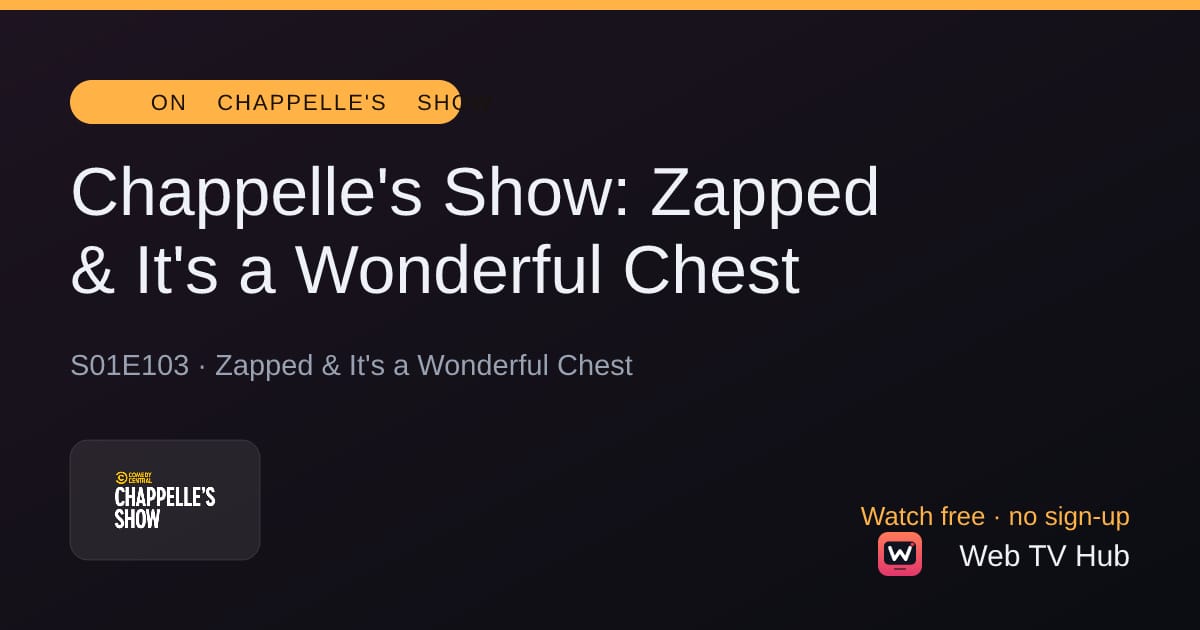 ON CHAPPELLE'S SHOW
Chappelle's Show: Zapped
& It's a Wonderful Chest
S01E103 · Zapped & It's a Wonderful Chest
COMEDY
CENTRAL
CHAPPELLE'S
SHOW
Watch free · no sign-up
Web TV Hub